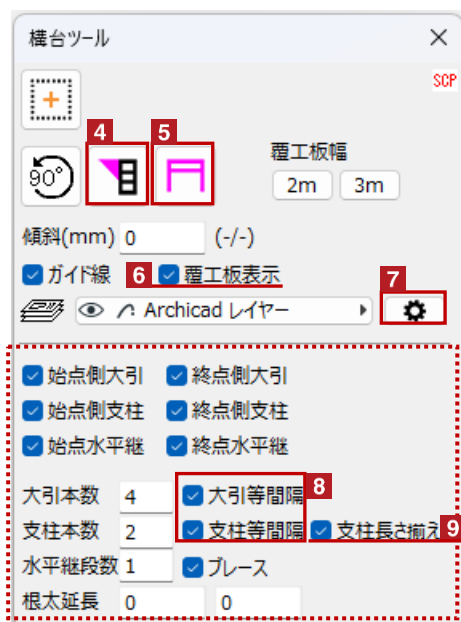 構台ツール
SCP
4 5
覆工板幅
90°
2m 3m
傾斜(mm) 0 (-/-)
ガイド線 6 覆工板表示
7
Archicad レイヤー
始点側大引 終点側大引
始点側支柱 終点側支柱
始点水平継 終点水平継
大引本数 4 大引等間隔 8
支柱本数 2 支柱等間隔 支柱長さ揃え 9
水平継段数 1 ブレース
根太延長 0 0